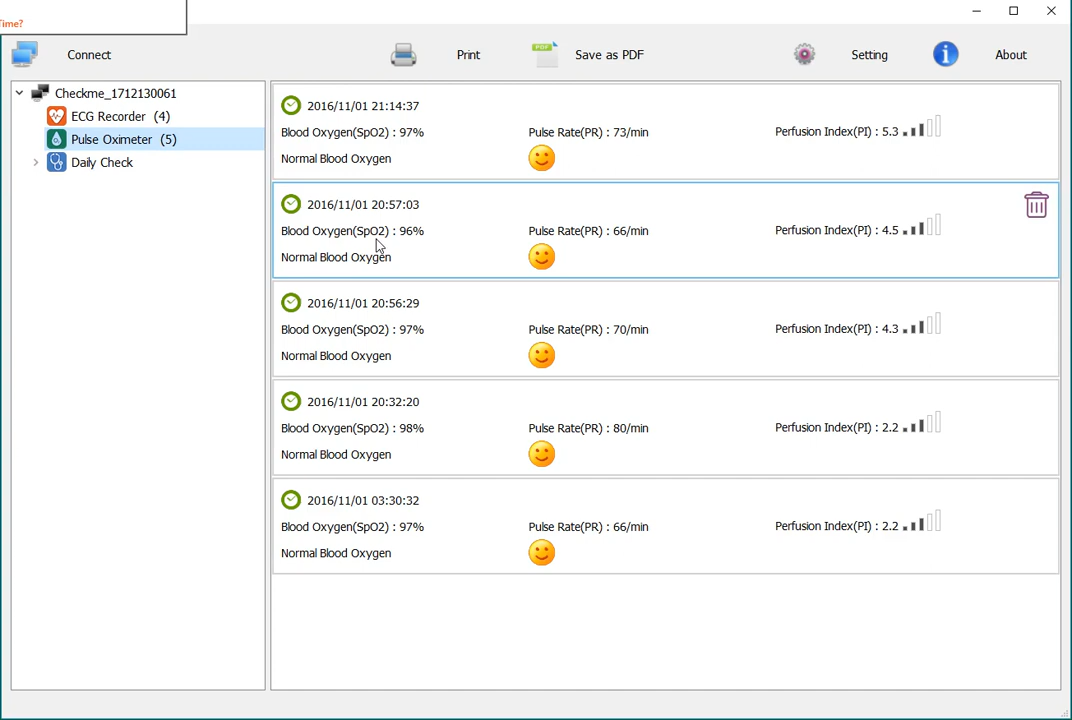 Time?
Connect Print Save as PDF Setting About
Checkme_1712130061
ECG Recorder (4)
Pulse Oximeter (5)
Daily Check
2016/11/01 21:14:37
Blood Oxygen(SpO2) : 97% Pulse Rate(PR) : 73/min Perfusion Index(PI) : 5.3
Normal Blood Oxygen
2016/11/01 20:57:03
Blood Oxygen(SpO2) : 96% Pulse Rate(PR) : 66/min Perfusion Index(PI) : 4.5
Normal Blood Oxygen
2016/11/01 20:56:29
Blood Oxygen(SpO2) : 97% Pulse Rate(PR) : 70/min Perfusion Index(PI) : 4.3
Normal Blood Oxygen
2016/11/01 20:32:20
Blood Oxygen(SpO2) : 98% Pulse Rate(PR) : 80/min Perfusion Index(PI) : 2.2
Normal Blood Oxygen
2016/11/01 03:30:32
Blood Oxygen(SpO2) : 97% Pulse Rate(PR) : 66/min Perfusion Index(PI) : 2.2
Normal Blood Oxygen